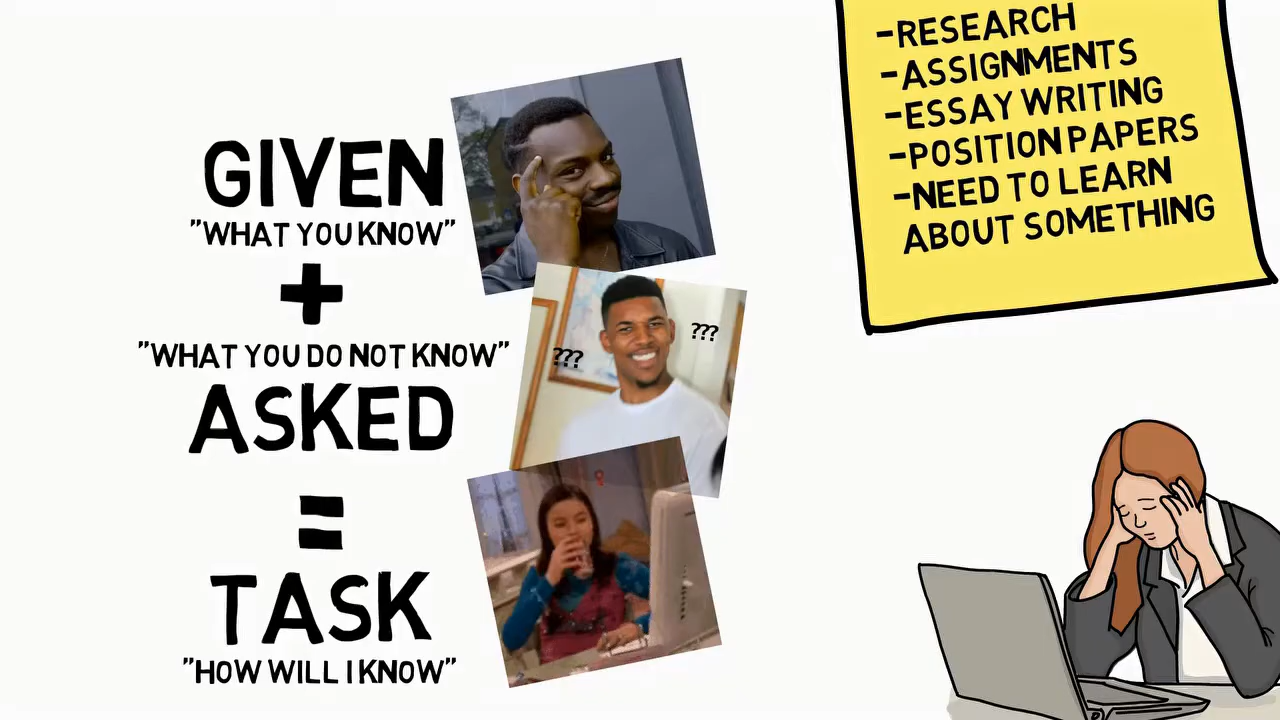 GIVEN
"WHAT YOU KNOW"
+
"WHAT YOU DO NOT KNOW"
ASKED
=
TASK
"HOW WILL I KNOW"
???
???
-RESEARCH
-ASSIGNMENTS
-ESSAY WRITING
-POSITION PAPERS
-NEED TO LEARN
ABOUT SOMETHING